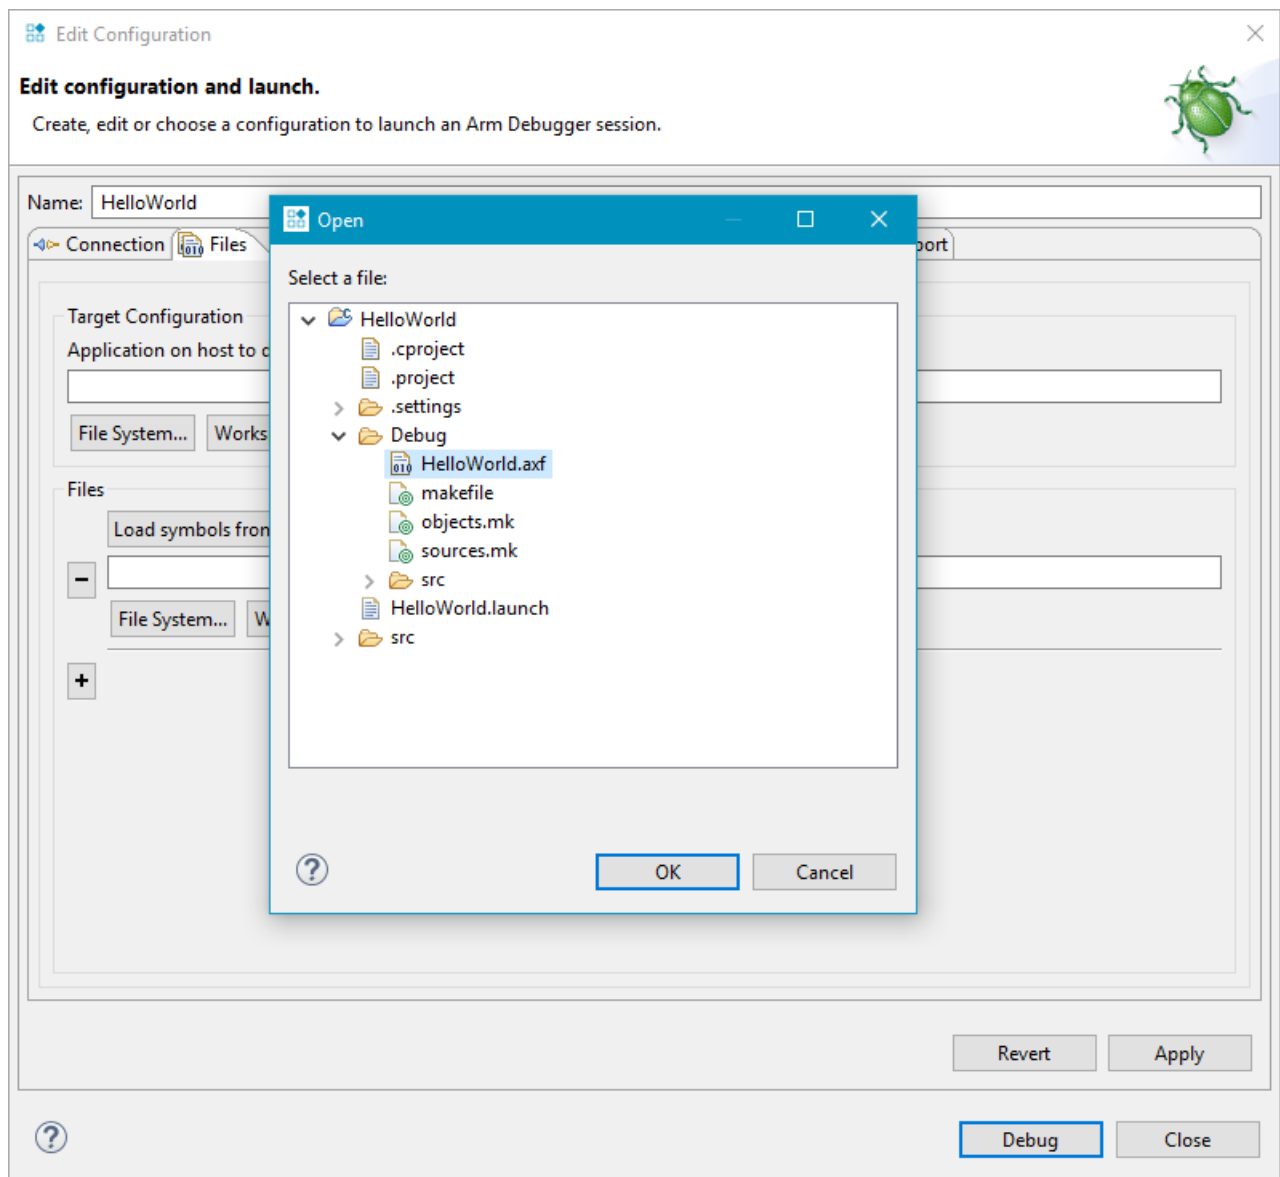 Edit Configuration
Edit configuration and launch.
Create, edit or choose a configuration to launch an Arm Debugger session.
Name: HelloWorld
Connection Files port
Open
Select a file:
HelloWorld
.cproject
.project
.settings
Debug
HelloWorld.axf
makefile
objects.mk
sources.mk
src
HelloWorld.launch
src
OK Cancel
Target Configuration
Application on host to
File System... Works
Files
Load symbols from
File System... W
Revert Apply
Debug Close